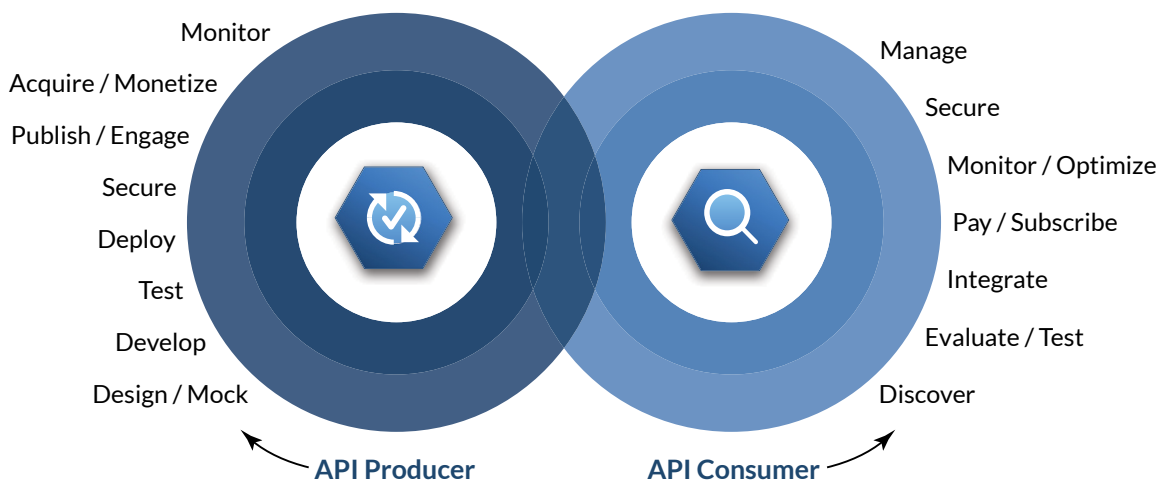 Monitor
Acquire / Monetize
Publish / Engage
Secure
Deploy
Test
Develop
Design / Mock
API Producer
Manage
Secure
Monitor / Optimize
Pay / Subscribe
Integrate
Evaluate / Test
Discover
API Consumer